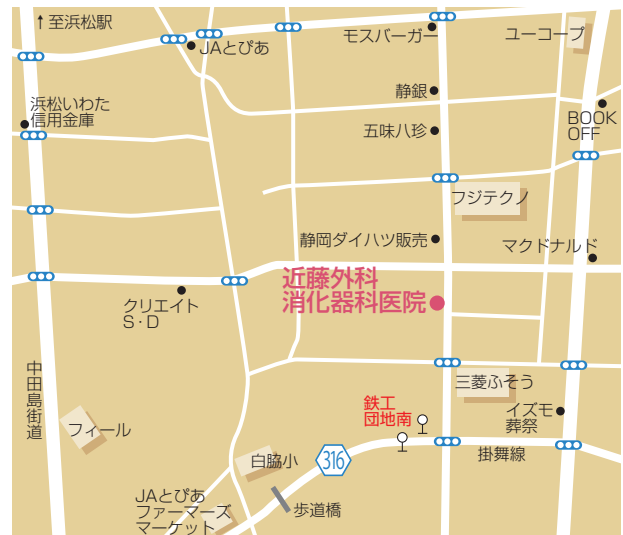 ↑至浜松駅
JAとぴあ
モスバーガー
ユーコープ
静銀
浜松いわた
信用金庫
五味八珍
BOOK
OFF
フジテクノ
静岡ダイハツ販売
マクドナルド
近藤外科
消化器科医院
クリエイト
S・D
中田島街道
三菱ふそう
鉄工
団地南
イズモ
葬祭
フィール
白脇小
316
掛舞線
JAとぴあ
ファーマーズ
マーケット
歩道橋